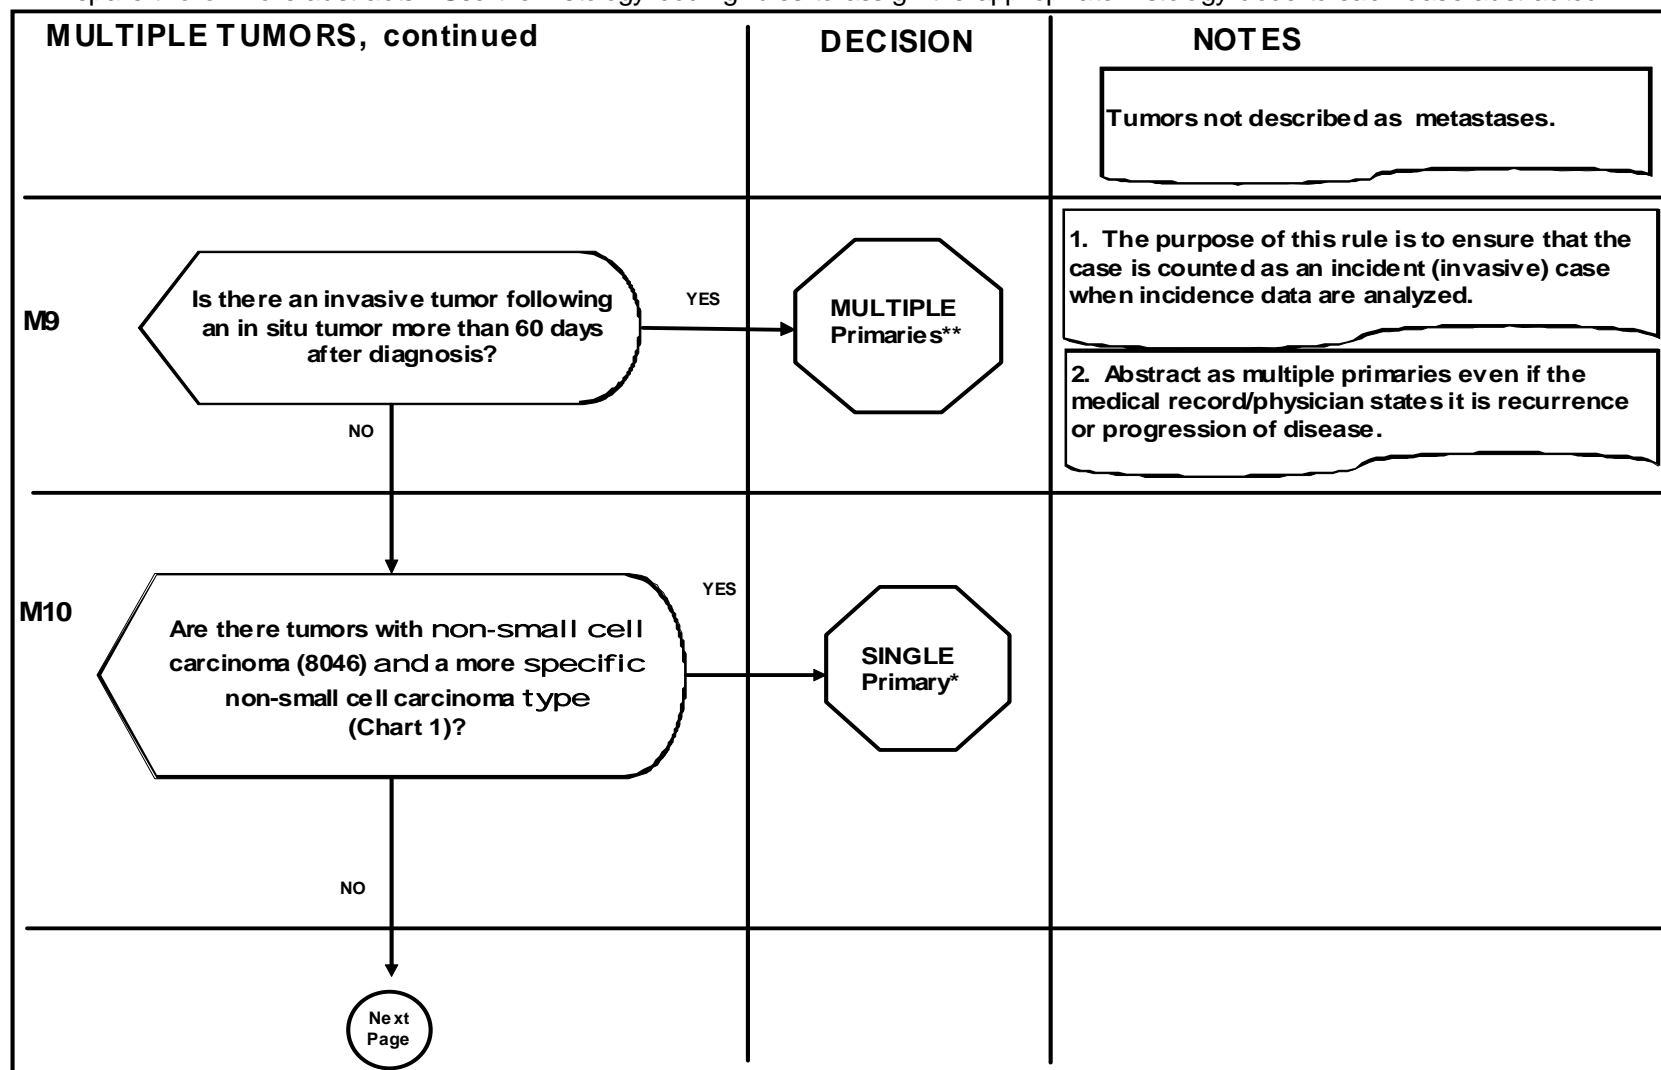 MULTIPLE TUMORS, continued
DECISION
NOTES
Tumors not described as metastases.
M9
Is there an invasive tumor following
an in situ tumor more than 60 days
after diagnosis?
YES
MULTIPLE
Primaries**
1. The purpose of this rule is to ensure that the
case is counted as an incident (invasive) case
when incidence data are analyzed.
2. Abstract as multiple primaries even if the
medical record/physician states it is recurrence
or progression of disease.
NO
M10
Are there tumors with non-small cell
carcinoma (8046) and a more specific
non-small cell carcinoma type
(Chart 1)?
YES
SINGLE
Primary*
NO
Next
Page